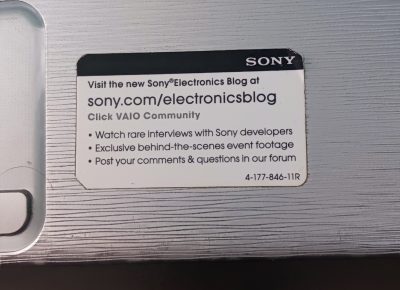 SONY
Visit the new Sony®Electronics Blog at
sony.com/electronicsblog
Click VAIO Community
• Watch rare interviews with Sony developers
• Exclusive behind-the-scenes event footage
• Post your comments & questions in our forum
4-177-846-11R